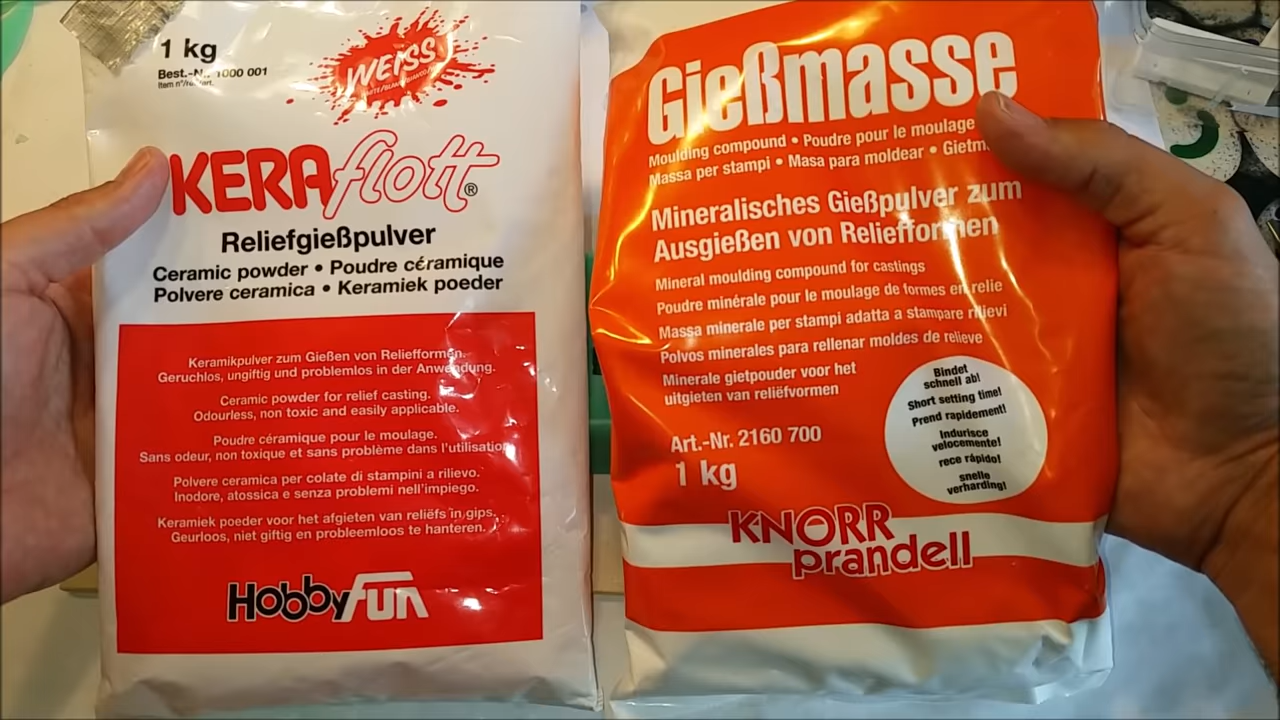 1 kg
Best.-Nr. 1000 001
Item n°/
WEISS
KERAflott®
Reliefgießpulver
Ceramic powder • Poudre céramique
Polvere ceramica • Keramiek poeder
Keramikpulver zum Gießen von Reliefformen.
Geruchlos, ungiftig und problemlos in der Anwendung.
Ceramic powder for relief casting.
Odourless, non toxic and easily applicable.
Poudre céramique pour le moulage.
Sans odeur, non toxique et sans problème dans l'utilisation
Polvere ceramica per colate di stampini a rilievo.
Inodore, atossica e senza problemi nell'impiego.
Keramiek poeder voor het afgieten van reliëfs in gips.
Geurloos, niet giftig en probleemloos te hanteren.
HobbyFun
Gießmasse
Moulding compound • Poudre pour le moulage
Massa per stampi • Masa para moldear • Gietm
Mineralisches Gießpulver zum
Ausgießen von Reliefformen
Mineral moulding compound for castings
Poudre minérale pour le moulage de formes en relie
Massa minerale per stampi adatta a stampare rilievi
Polvos minerales para rellenar moldes de relieve
Minerale gietpouder voor het
uitgieten van reliëfvormen
Bindet
schnell ab!
Short setting time!
Prend rapidement!
Indurisce
velocemente!
rece rápido!
snelle
verharding!
Art.-Nr. 2160 700
1 kg
KNORR
prandell